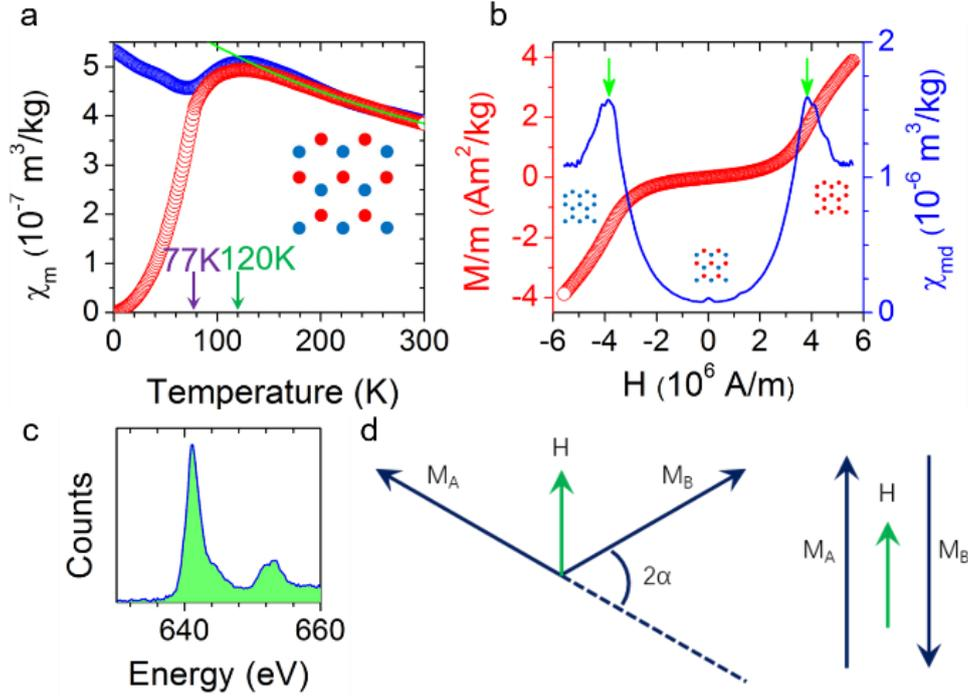 a
χm (10⁻⁷ m³/kg)
5
4
3
2
1
0
77K 120K
0 100 200 300
Temperature (K)
b
M/m (Am²/kg)
4
2
0
-2
-4
2
1
0
χmd (10⁻⁶ m³/kg)
-6 -4 -2 0 2 4 6
H (10⁶ A/m)
c
Counts
640 660
Energy (eV)
d
H
MA MB
2α
H
MA MB